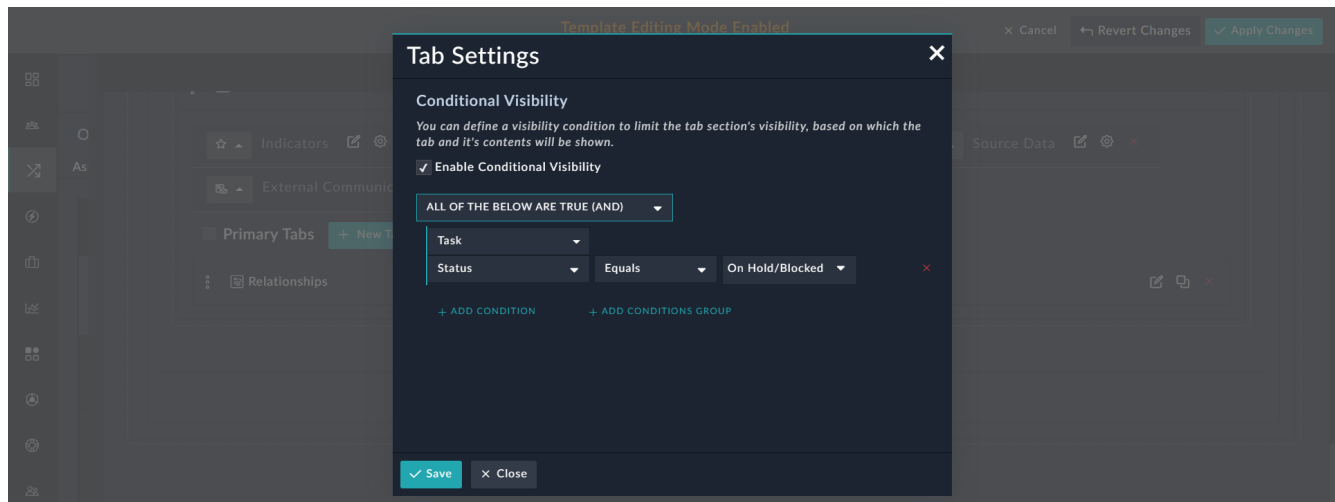 Template Editing Mode Enabled
× Cancel
Revert Changes
Apply Changes
Tab Settings
Conditional Visibility
You can define a visibility condition to limit the tab section's visibility, based on which the
tab and it's contents will be shown.
Enable Conditional Visibility
ALL OF THE BELOW ARE TRUE (AND)
Task
Status Equals On Hold/Blocked
+ ADD CONDITION + ADD CONDITIONS GROUP
Save × Close
O
As
Indicators
Source Data
External Communic
Primary Tabs + New T
Relationships